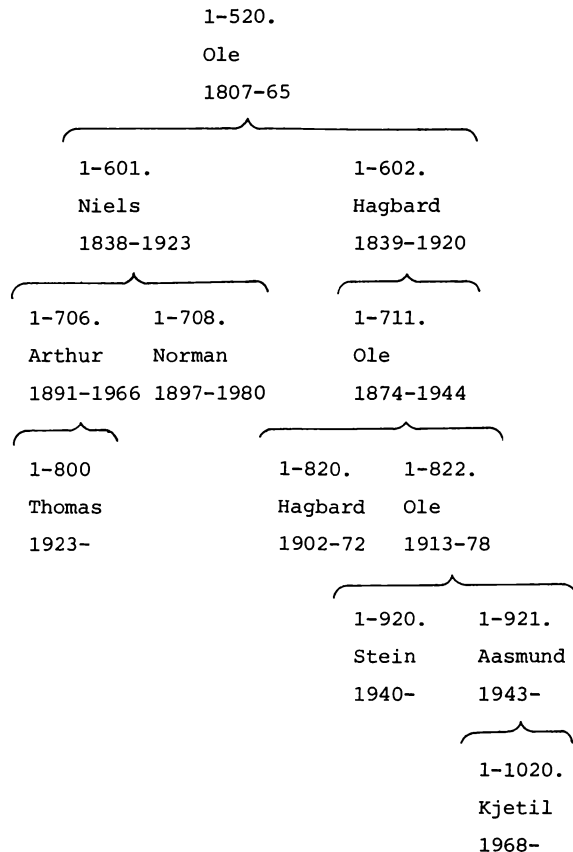 1-520.
Ole
1807-65
1-601. 1-602.
Niels Hagbard
1838-1923 1839-1920
1-706. 1-708. 1-711.
Arthur Norman Ole
1891-1966 1897-1980 1874-1944
1-800 1-820. 1-822.
Thomas Hagbard Ole
1923- 1902-72 1913-78
1-920. 1-921.
Stein Aasmund
1940- 1943-
1-1020.
Kjetil
1968-